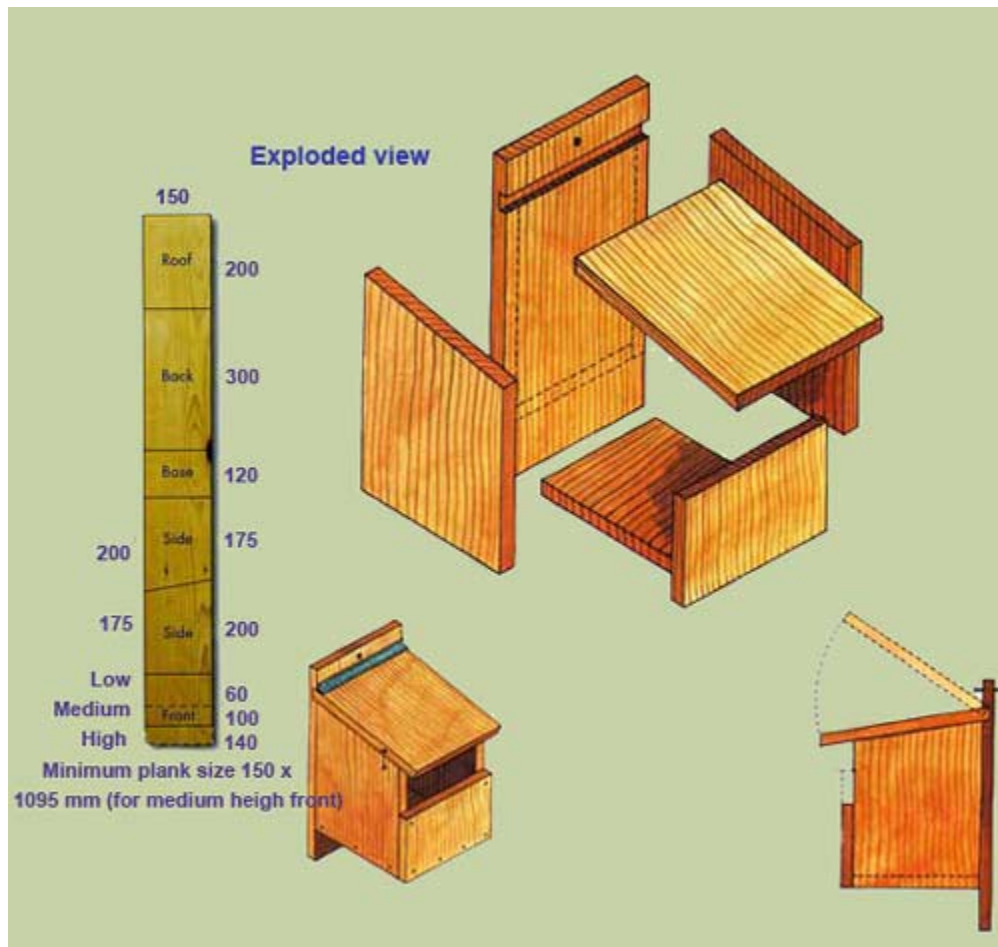 Exploded view
150
Roof
200
Back
300
Base
120
Side
200
175
Side
175
200
Low
60
Medium
Front
100
High
140
Minimum plank size 150 x
1095 mm (for medium heigh front)